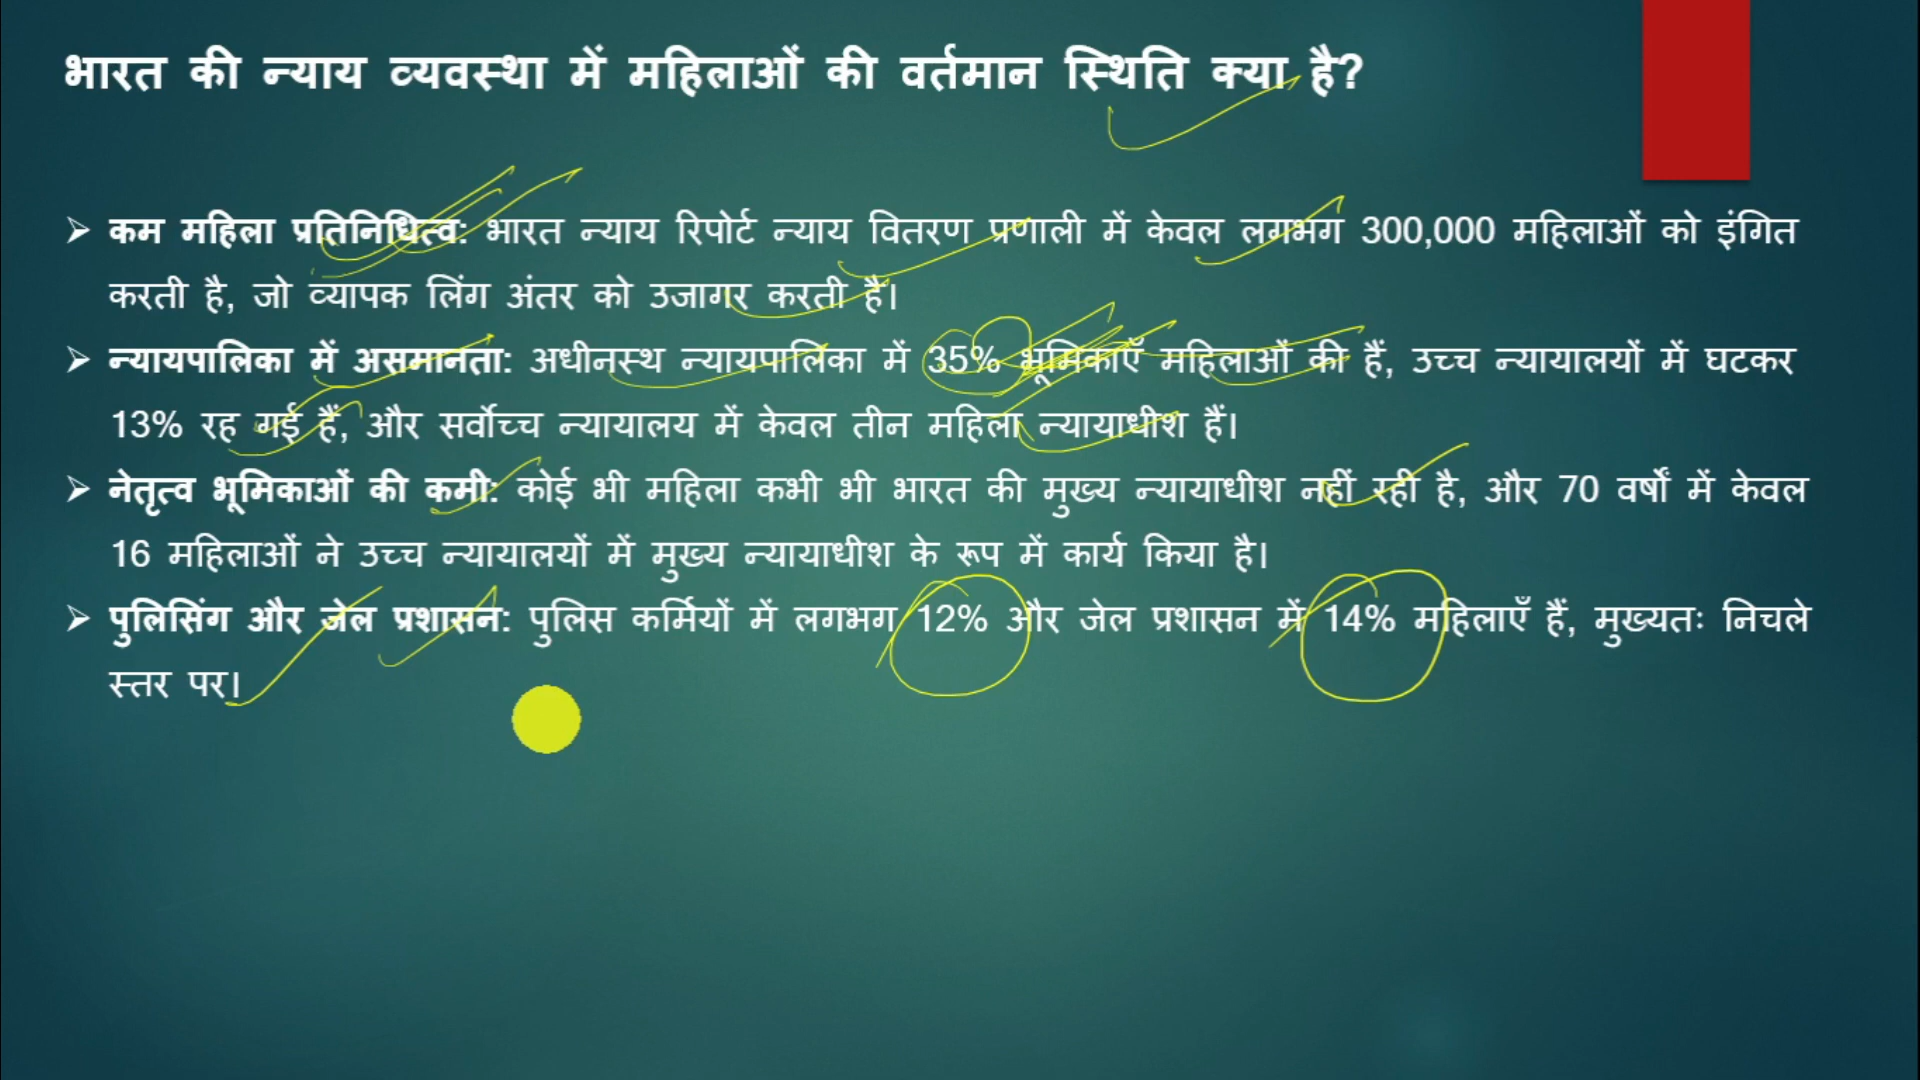 भारत की न्याय व्यवस्था में महिलाओं की वर्तमान स्थिति क्या है?
➢ कम महिला प्रतिनिधित्व: भारत न्याय रिपोर्ट न्याय वितरण प्रणाली में केवल लगभग 300,000 महिलाओं को इंगित
करती है, जो व्यापक लिंग अंतर को उजागर करती है।
➢ न्यायपालिका में असमानता: अधीनस्थ न्यायपालिका में 35% भूमिकाएँ महिलाओं की हैं, उच्च न्यायालयों में घटकर
13% रह गई हैं, और सर्वोच्च न्यायालय में केवल तीन महिला न्यायाधीश हैं।
➢ नेतृत्व भूमिकाओं की कमी: कोई भी महिला कभी भी भारत की मुख्य न्यायाधीश नहीं रही है, और 70 वर्षों में केवल
16 महिलाओं ने उच्च न्यायालयों में मुख्य न्यायाधीश के रूप में कार्य किया है।
➢ पुलिसिंग और जेल प्रशासन: पुलिस कर्मियों में लगभग 12% और जेल प्रशासन में 14% महिलाएँ हैं, मुख्यतः निचले
स्तर पर।